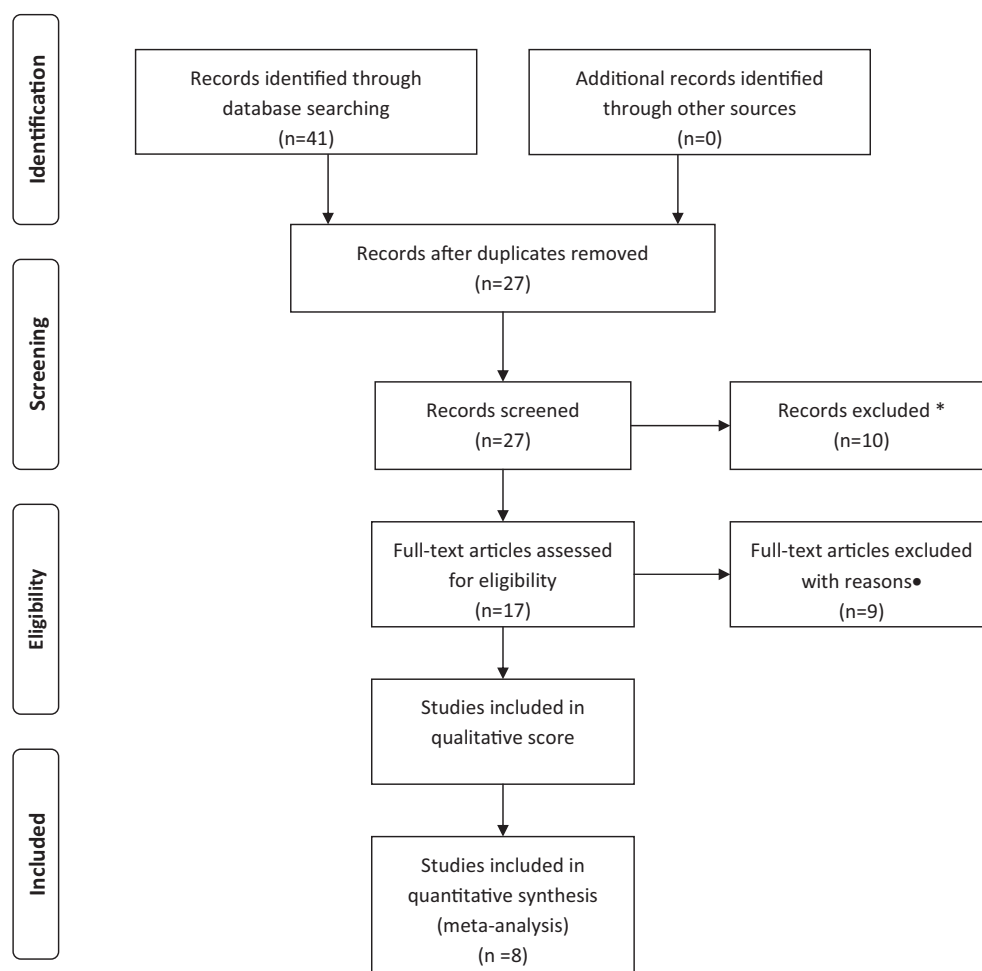 Identification
Records identified through
database searching
(n=41)
Additional records identified
through other sources
(n=0)
Screening
Records after duplicates removed
(n=27)
Records screened
(n=27)
Records excluded *
(n=10)
Eligibility
Full-text articles assessed
for eligibility
(n=17)
Full-text articles excluded
with reasons●
(n=9)
Studies included in
qualitative score
Included
Studies included in
quantitative synthesis
(meta-analysis)
(n =8)